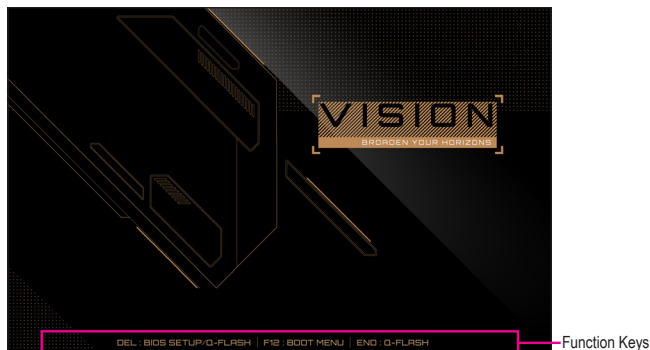 VISION
BROADEN YOUR HORIZONS
DEL : BIOS SETUP/Q-FLASH | F12 : BOOT MENU | END : Q-FLASH
Function Keys